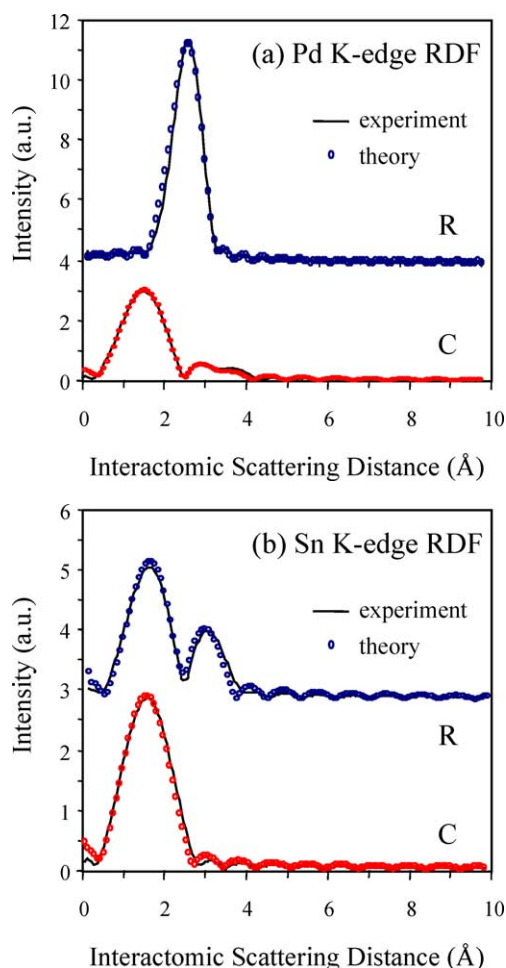 12
(a) Pd K-edge RDF
10
experiment
8
theory
6
R
4
2
C
0
0 2 4 6 8 10
Intensity (a.u.)
Interactomic Scattering Distance (Å)
6
(b) Sn K-edge RDF
5
experiment
4
theory
3
R
2
1
C
0
0 2 4 6 8 10
Intensity (a.u.)
Interactomic Scattering Distance (Å)